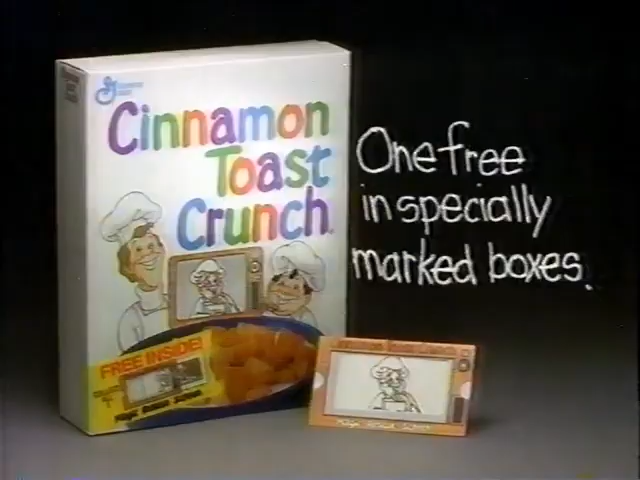 Cinnamon
Toast
Crunch
One free
in specially
marked boxes.
FREE INSIDE!
Cinnamon Toast Crunch